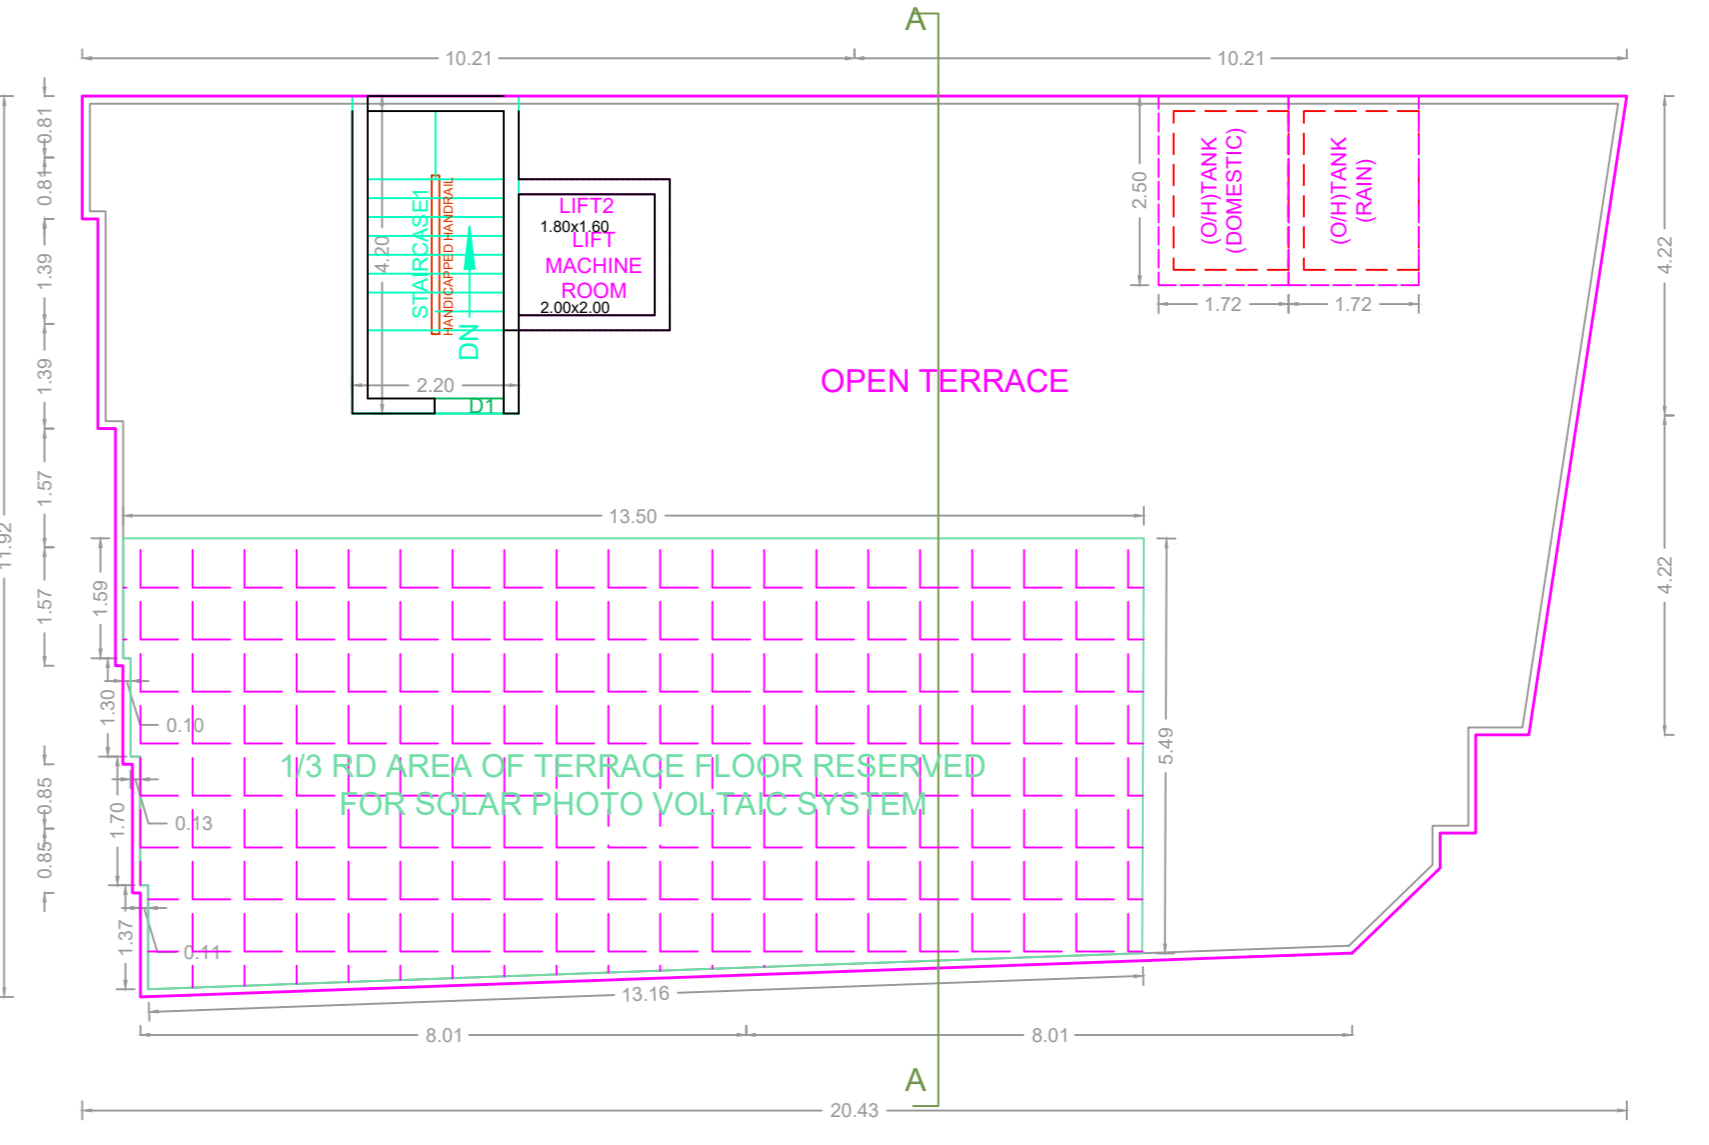 A
10.21
10.21
0.81
0.81
1.39
1.39
1.57
1.57
0.85
0.85
11.92
4.20
STAIRCASE1
HANDICAPPED HANDRAIL
DN
2.20
D1
LIFT2
1.80x1.60
LIFT
MACHINE
ROOM
2.00x2.00
2.50
(O/H)TANK
(DOMESTIC)
(O/H)TANK
(RAIN)
1.72
1.72
4.22
4.22
OPEN TERRACE
13.50
1.59
1.30
0.10
1.70
0.13
1.37
0.11
5.49
1/3 RD AREA OF TERRACE FLOOR RESERVED
FOR SOLAR PHOTO VOLTAIC SYSTEM
13.16
8.01
8.01
A
20.43